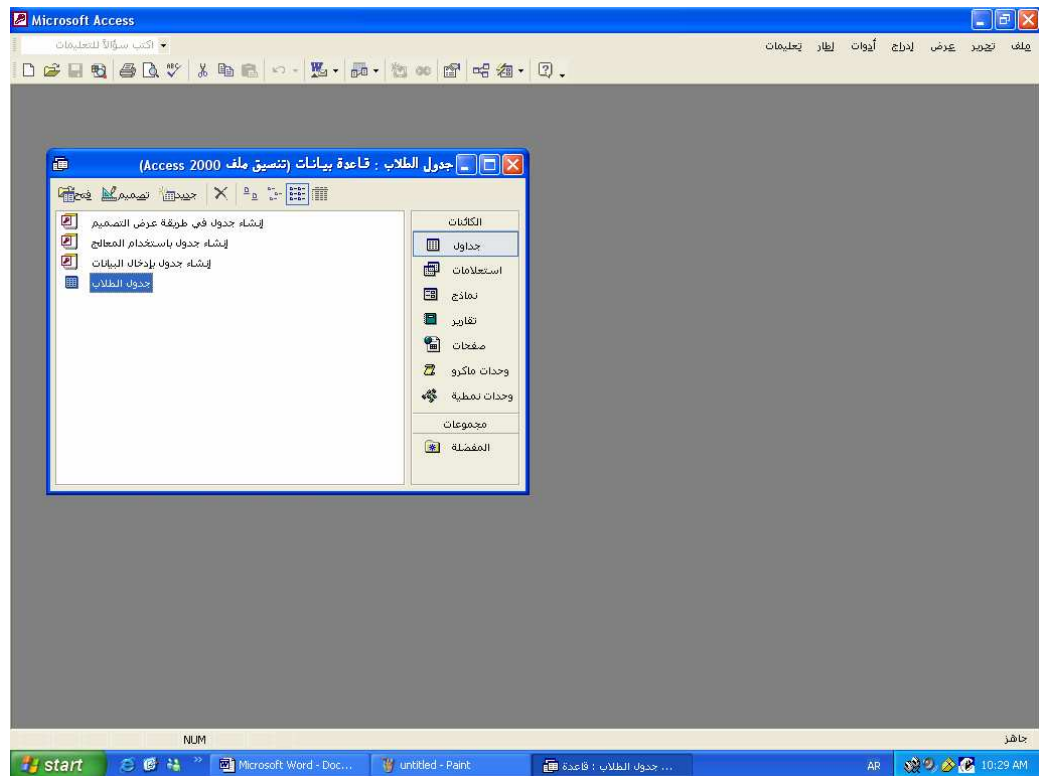 Microsoft Access
ملف تحرير عرض إدراج أدوات إطار تعليمات
اكتب سؤالاً للتعليمات
جدول الطلاب : قاعدة بيانات (تنسيق ملف Access 2000)
فتح تصميم جديد
الكائنات
جداول
استعلامات
نماذج
تقارير
صفحات
وحدات ماكرو
وحدات نمطية
مجموعات
المفضلة
إنشاء جدول في طريقة عرض التصميم
إنشاء جدول باستخدام المعالج
إنشاء جدول بإدخال البيانات
جدول الطلاب
جاهز
NUM
start
Microsoft Word - Doc...
untitled - Paint
جدول الطلاب : قاعدة ...
AR
10:29 AM